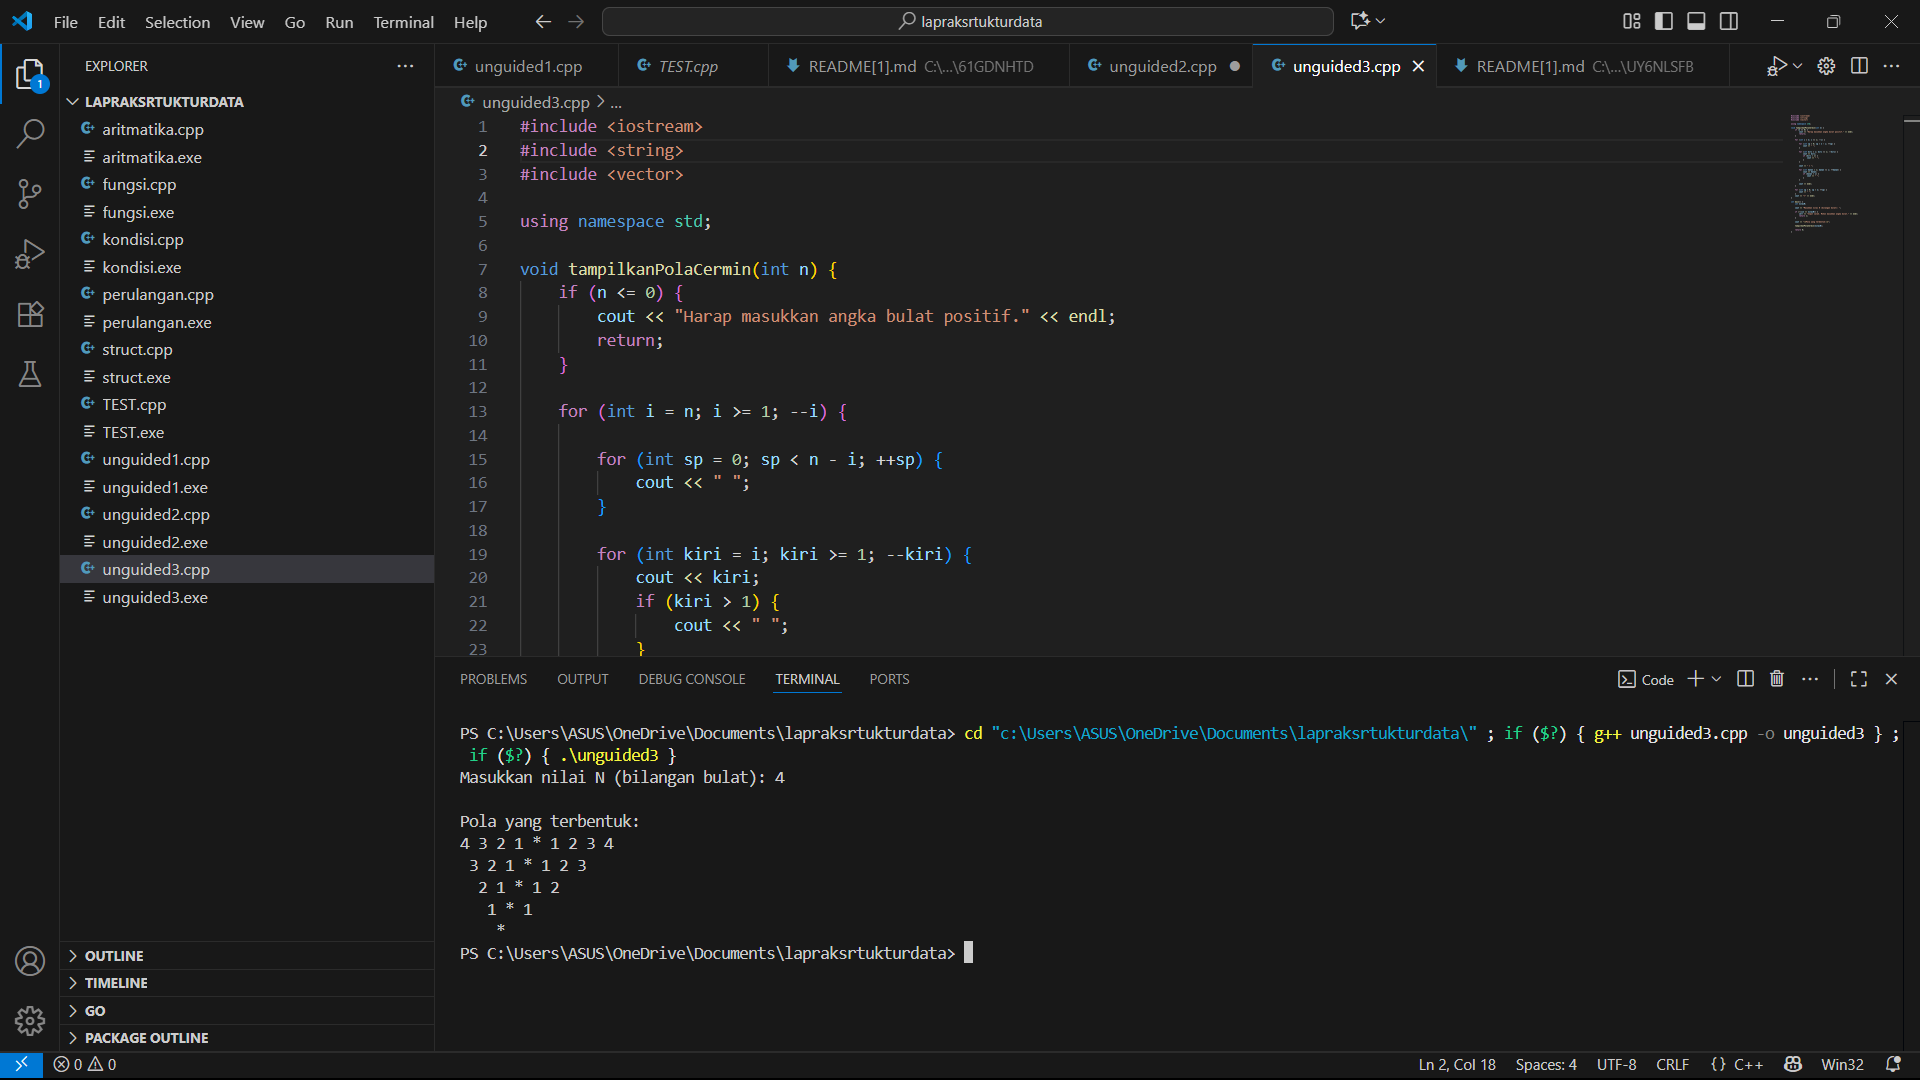 File Edit Selection View Go Run Terminal Help
lapraksrtukturdata
EXPLORER
1
LAPRAKSRTUKTURDATA
aritmatika.cpp
aritmatika.exe
fungsi.cpp
fungsi.exe
kondisi.cpp
kondisi.exe
perulangan.cpp
perulangan.exe
struct.cpp
struct.exe
TEST.cpp
TEST.exe
unguided1.cpp
unguided1.exe
unguided2.cpp
unguided2.exe
unguided3.cpp
unguided3.exe
OUTLINE
TIMELINE
GO
PACKAGE OUTLINE
unguided1.cpp TEST.cpp README[1].md C:\...\61GDNHTD unguided2.cpp unguided3.cpp README[1].md C:\...\UY6NLSFB
unguided3.cpp > ...
1 #include <iostream>
2 #include <string>
3 #include <vector>
4
5 using namespace std;
6
7 void tampilkanPolaCermin(int n) {
8 if (n <= 0) {
9 cout << "Harap masukkan angka bulat positif." << endl;
10 return;
11 }
12
13 for (int i = n; i >= 1; --i) {
14
15 for (int sp = 0; sp < n - i; ++sp) {
16 cout << " ";
17 }
18
19 for (int kiri = i; kiri >= 1; --kiri) {
20 cout << kiri;
21 if (kiri > 1) {
22 cout << " ";
23 }
PROBLEMS OUTPUT DEBUG CONSOLE TERMINAL PORTS
Code
PS C:\Users\ASUS\OneDrive\Documents\lapraksrtukturdata> cd "c:\Users\ASUS\OneDrive\Documents\lapraksrtukturdata\" ; if ($?) { g++ unguided3.cpp -o unguided3 } ;
if ($?) { .\unguided3 }
Masukkan nilai N (bilangan bulat): 4
Pola yang terbentuk:
4 3 2 1 * 1 2 3 4
3 2 1 * 1 2 3
2 1 * 1 2
1 * 1
*
PS C:\Users\ASUS\OneDrive\Documents\lapraksrtukturdata>
0 0
Ln 2, Col 18 Spaces: 4 UTF-8 CRLF {} C++ Win32